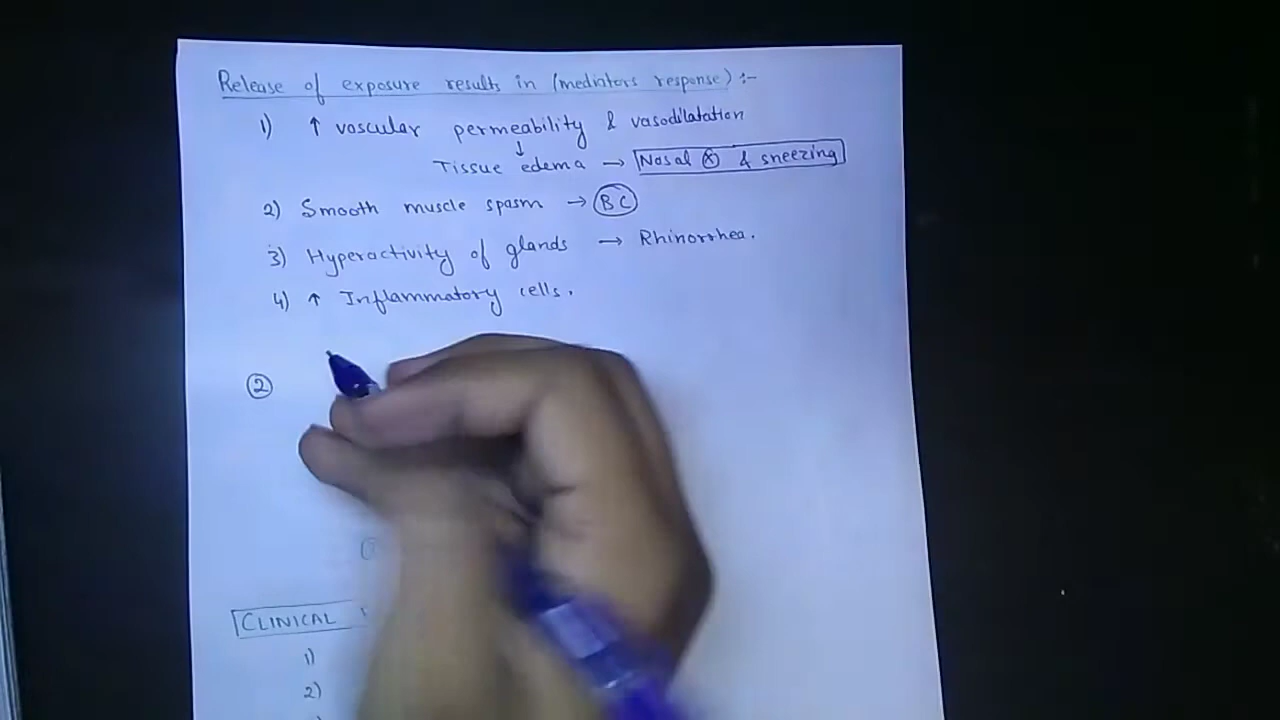 Release of exposure results in (mediators response) :-
1) ↑ vascular permeability & vasodilatation
↓
Tissue edema → Nasal ⊗ & sneezing
2) Smooth muscle spasm → BC
3) Hyperactivity of glands → Rhinorrhea.
4) ↑ Inflammatory cells.
②
CLINICAL
1)
2)